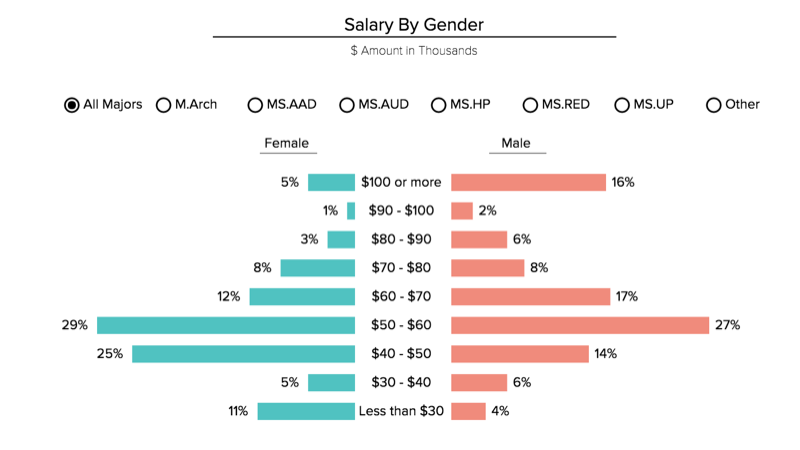 Salary By Gender
$ Amount in Thousands
All Majors M.Arch MS.AAD MS.AUD MS.HP MS.RED MS.UP Other
Female Male
5% $100 or more 16%
1% $90 - $100 2%
3% $80 - $90 6%
8% $70 - $80 8%
12% $60 - $70 17%
29% $50 - $60 27%
25% $40 - $50 14%
5% $30 - $40 6%
11% Less than $30 4%